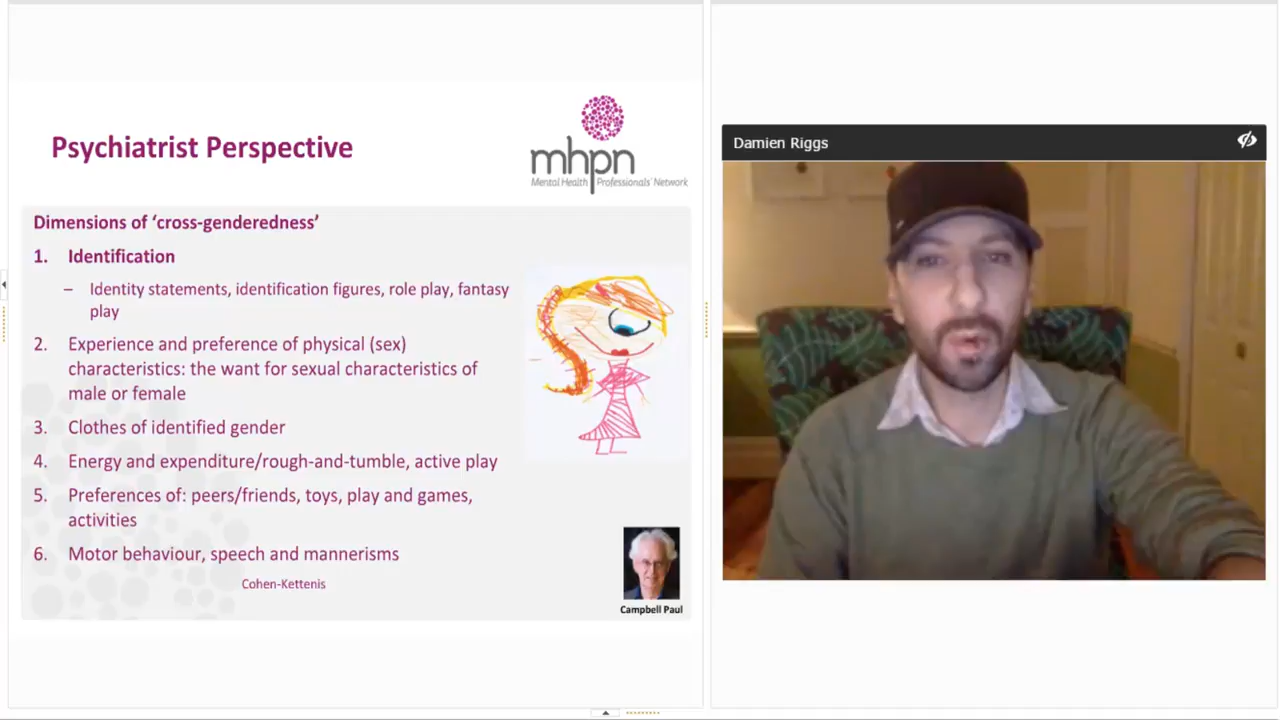 Psychiatrist Perspective
mhpn
Mental Health Professionals' Network
Dimensions of ‘cross-genderedness’
1. Identification
– Identity statements, identification figures, role play, fantasy
play
2. Experience and preference of physical (sex)
characteristics: the want for sexual characteristics of
male or female
3. Clothes of identified gender
4. Energy and expenditure/rough-and-tumble, active play
5. Preferences of: peers/friends, toys, play and games,
activities
6. Motor behaviour, speech and mannerisms
Cohen-Kettenis
Campbell Paul
Damien Riggs